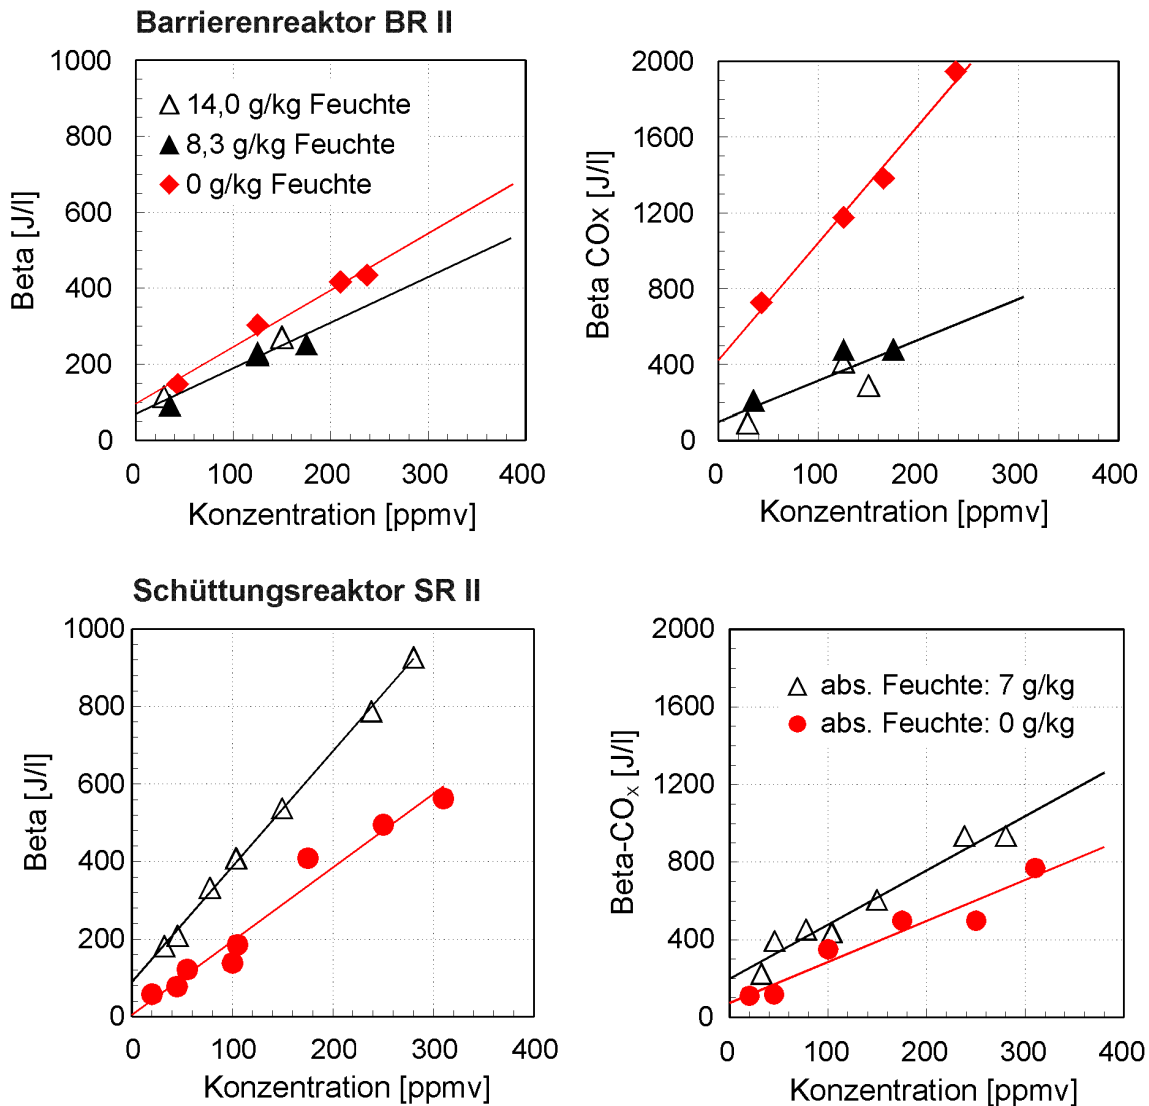 Barrierenreaktor BR II
1000
800
600
400
200
0
0 100 200 300 400
Beta [J/l]
Konzentration [ppmv]
14,0 g/kg Feuchte
8,3 g/kg Feuchte
0 g/kg Feuchte
2000
1600
1200
800
400
0
0 100 200 300 400
Beta COx [J/l]
Konzentration [ppmv]
Schüttungsreaktor SR II
1000
800
600
400
200
0
0 100 200 300 400
Beta [J/l]
Konzentration [ppmv]
2000
1600
1200
800
400
0
0 100 200 300 400
Beta-COₓ [J/l]
Konzentration [ppmv]
abs. Feuchte: 7 g/kg
abs. Feuchte: 0 g/kg